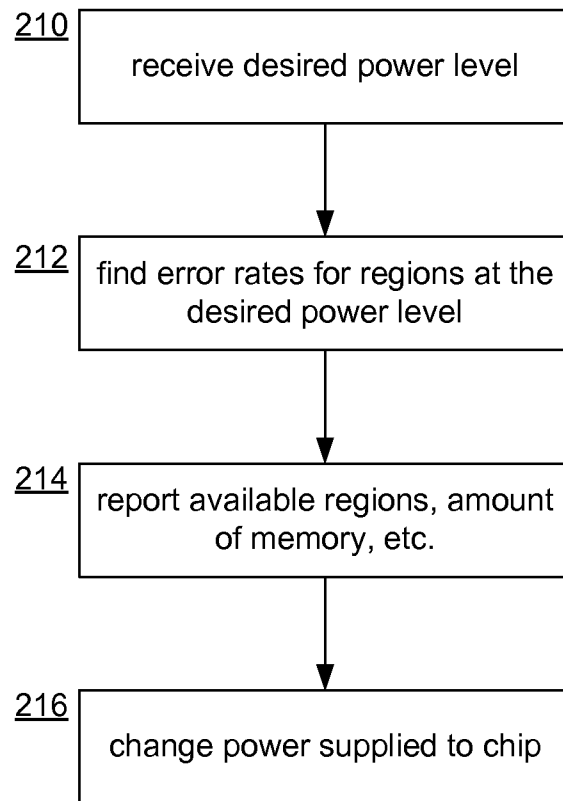 210
receive desired power level
212
find error rates for regions at the
desired power level
214
report available regions, amount
of memory, etc.
216
change power supplied to chip